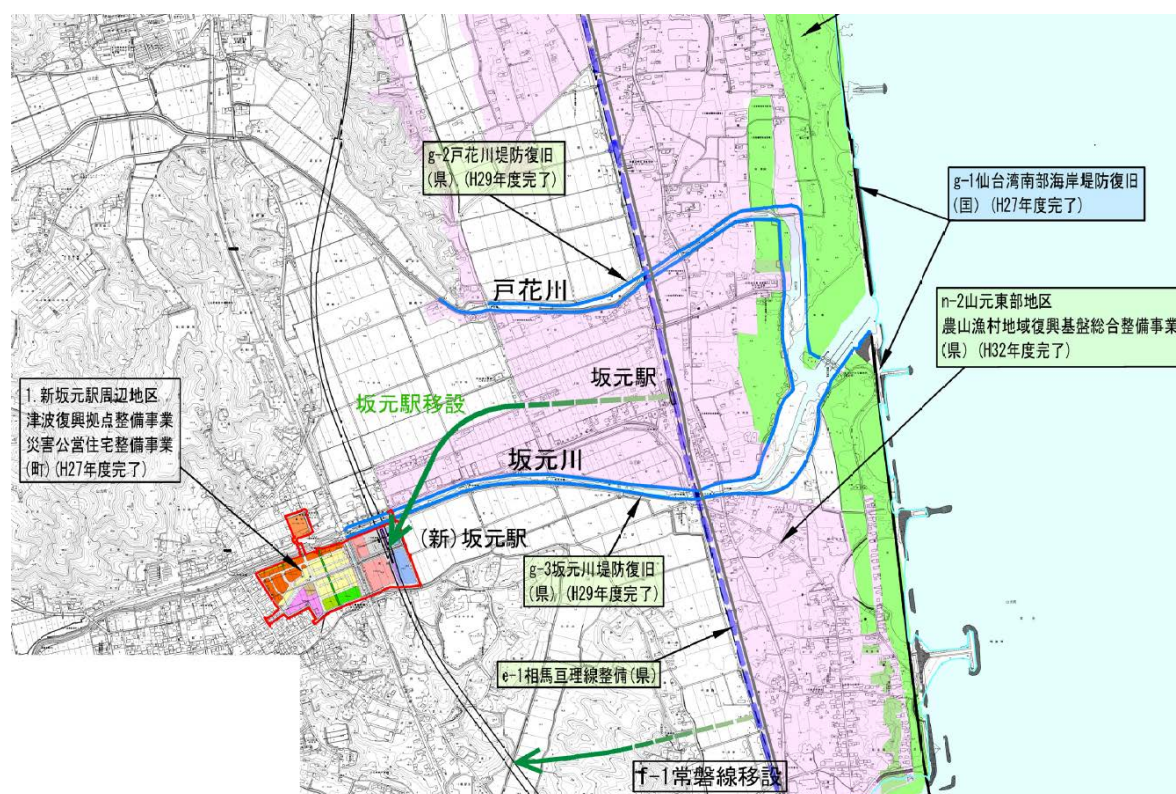 g-2戸花川堤防復旧
(県) (H29年度完了)
g-1仙台湾南部海岸堤防復旧
(国) (H27年度完了)
戸花川
n-2山元東部地区
農山漁村地域復興基盤総合整備事業
(県) (H32年度完了)
坂元駅
坂元駅移設
1. 新坂元駅周辺地区
津波復興拠点整備事業
災害公営住宅整備事業
(町) (H27年度完了)
坂元川
(新) 坂元駅
g-3坂元川堤防復旧
(県) (H29年度完了)
e-1相馬亘理線整備(県)
f-1常磐線移設